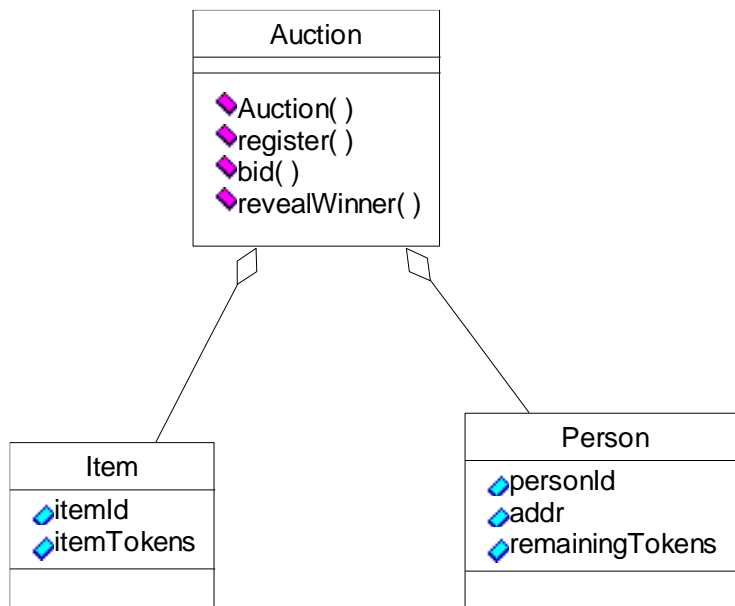 Auction
Auction( )
register( )
bid( )
revealWinner( )
Item
itemId
itemTokens
Person
personId
addr
remainingTokens